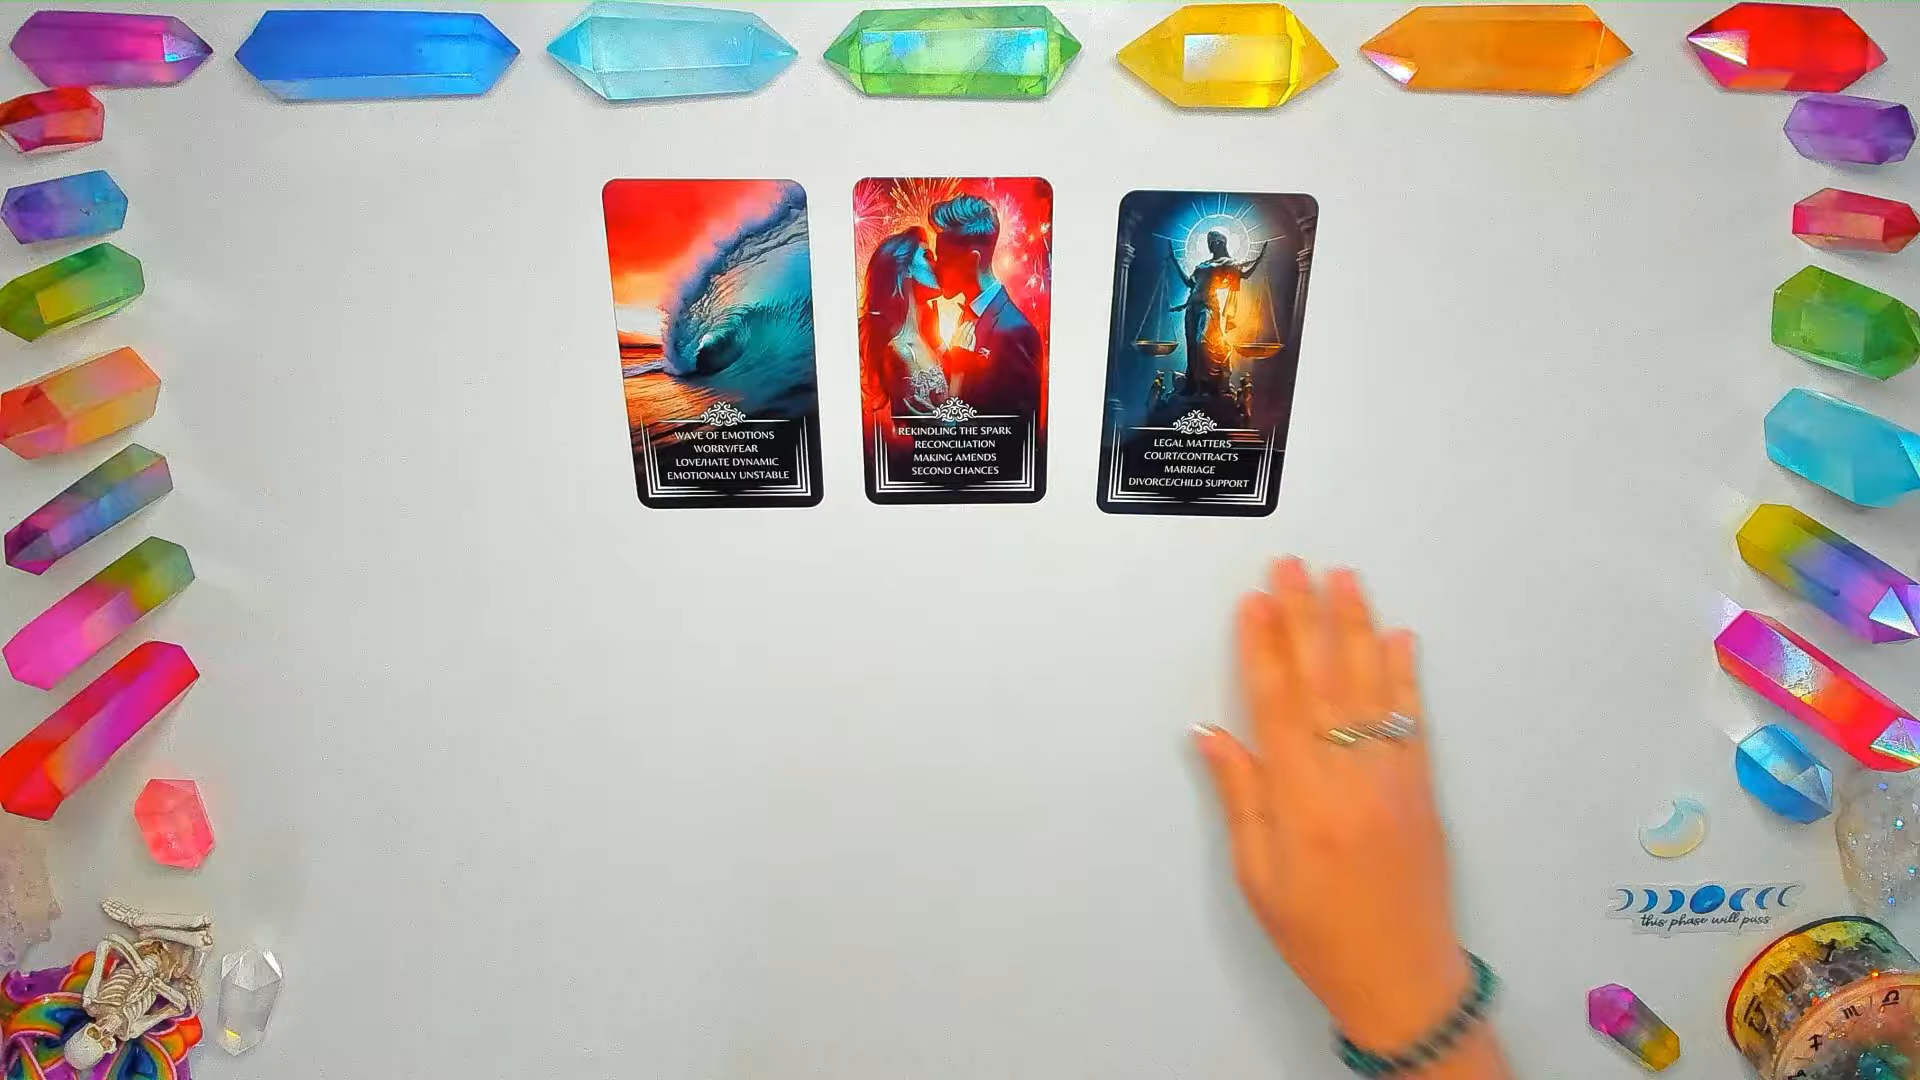 WAVE OF EMOTIONS
WORRY/FEAR
LOVE/HATE DYNAMIC
EMOTIONALLY UNSTABLE
REKINDLING THE SPARK
RECONCILIATION
MAKING AMENDS
SECOND CHANCES
LEGAL MATTERS
COURT/CONTRACTS
MARRIAGE
DIVORCE/CHILD SUPPORT
this phase will pass